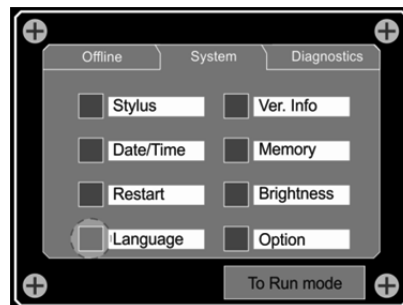 Offline System Diagnostics
Stylus Ver. Info
Date/Time Memory
Restart Brightness
Language Option
To Run mode